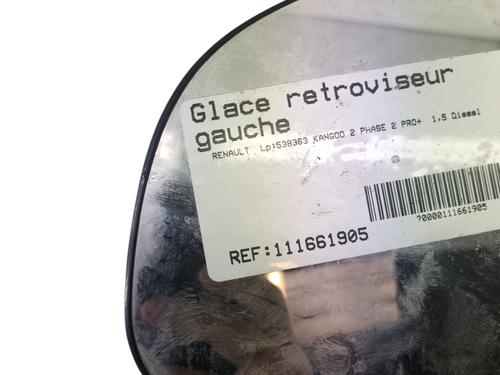 Glace retroviseur
gauche
RENAULT Lp:538363 KANGOO 2 PHASE 2 PRO+ 1.5 Diesel
?0000111661905
REF:111661905